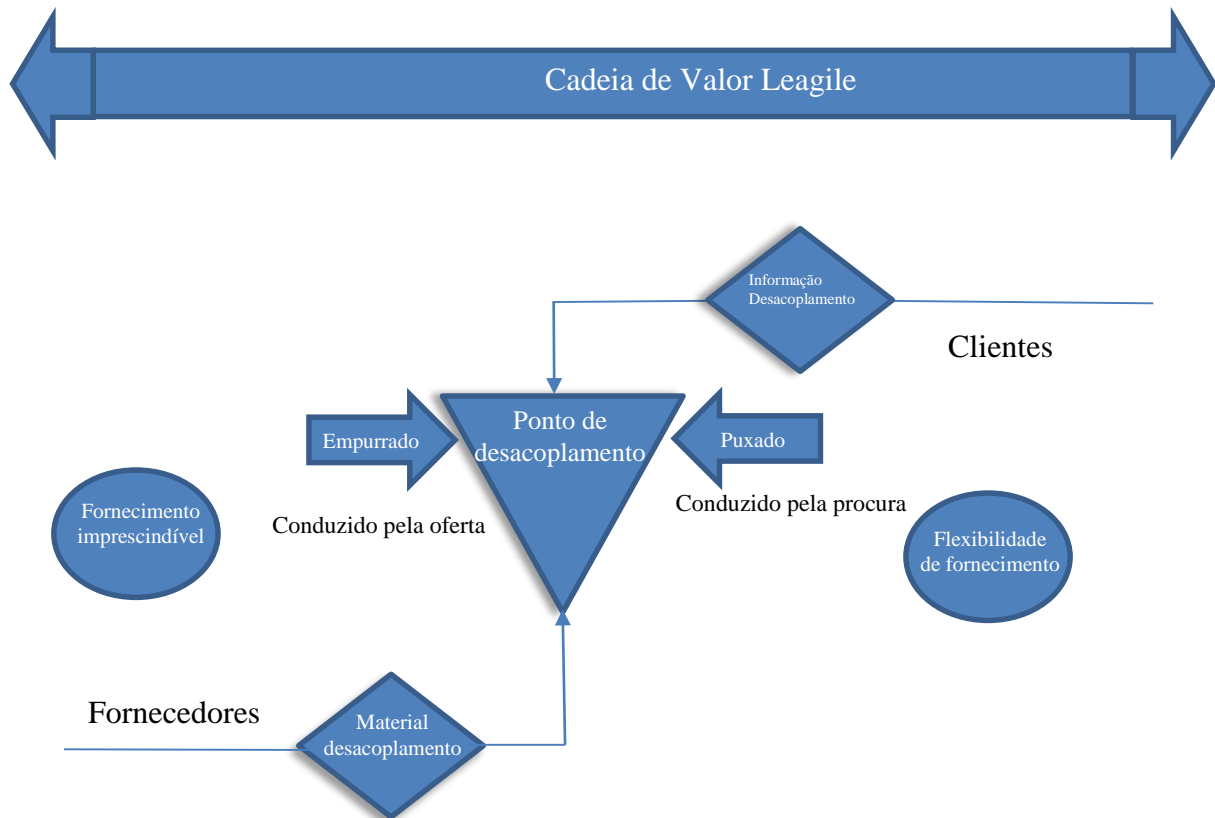 Cadeia de Valor Leagile
Informação
Desacoplamento
Clientes
Ponto de
desacoplamento
Empurrado
Puxado
Conduzido pela oferta
Conduzido pela procura
Fornecimento
imprescindível
Flexibilidade
de fornecimento
Fornecedores
Material
desacoplamento